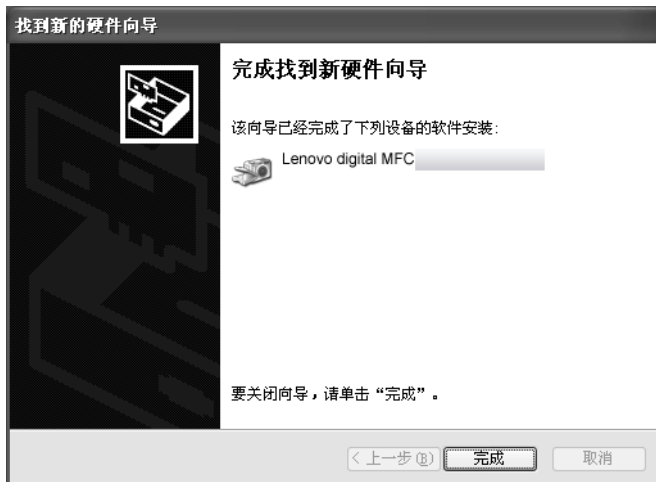 找到新的硬件向导
完成找到新硬件向导
该向导已经完成了下列设备的软件安装:
Lenovo digital MFC
要关闭向导，请单击“完成”。
< 上一步(B) 完成 取消